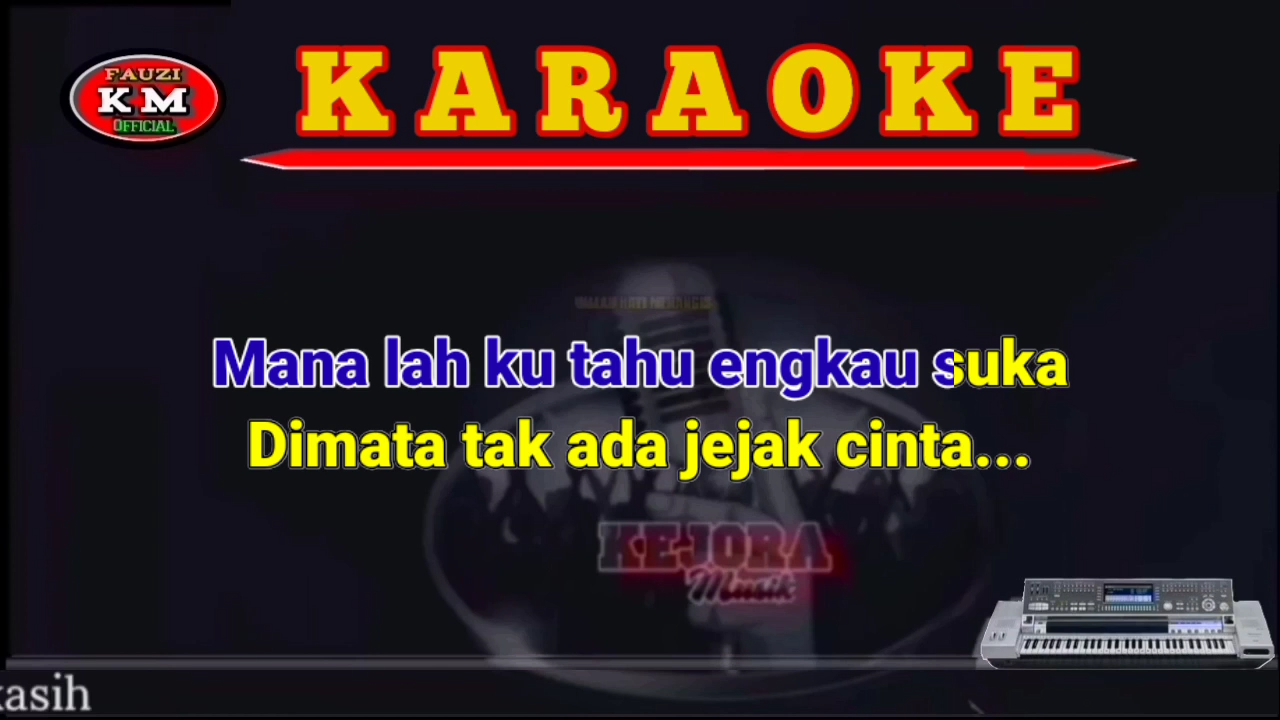 FAUZI
KM
OFFICIAL
KARAOKE
Mana lah ku tahu engkau suka
Dimata tak ada jejak cinta...
KEJORA
Musik
kasih